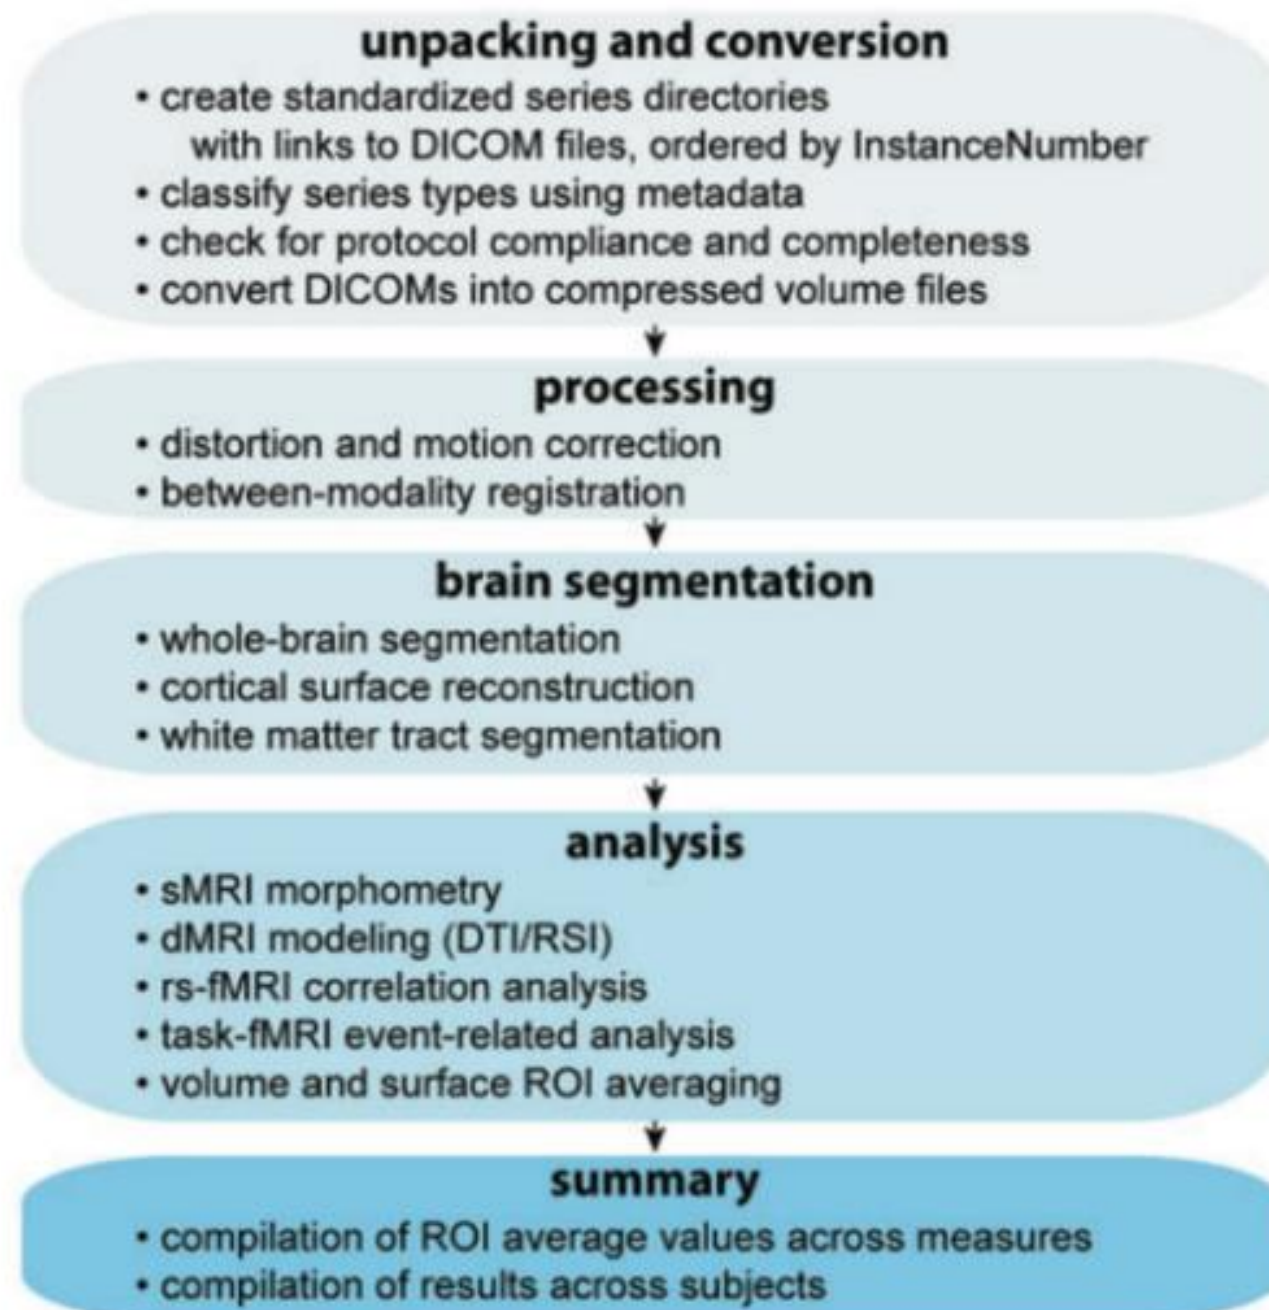 unpacking and conversion
• create standardized series directories
with links to DICOM files, ordered by InstanceNumber
• classify series types using metadata
• check for protocol compliance and completeness
• convert DICOMs into compressed volume files
processing
• distortion and motion correction
• between-modality registration
brain segmentation
• whole-brain segmentation
• cortical surface reconstruction
• white matter tract segmentation
analysis
• sMRI morphometry
• dMRI modeling (DTI/RSI)
• rs-fMRI correlation analysis
• task-fMRI event-related analysis
• volume and surface ROI averaging
summary
• compilation of ROI average values across measures
• compilation of results across subjects